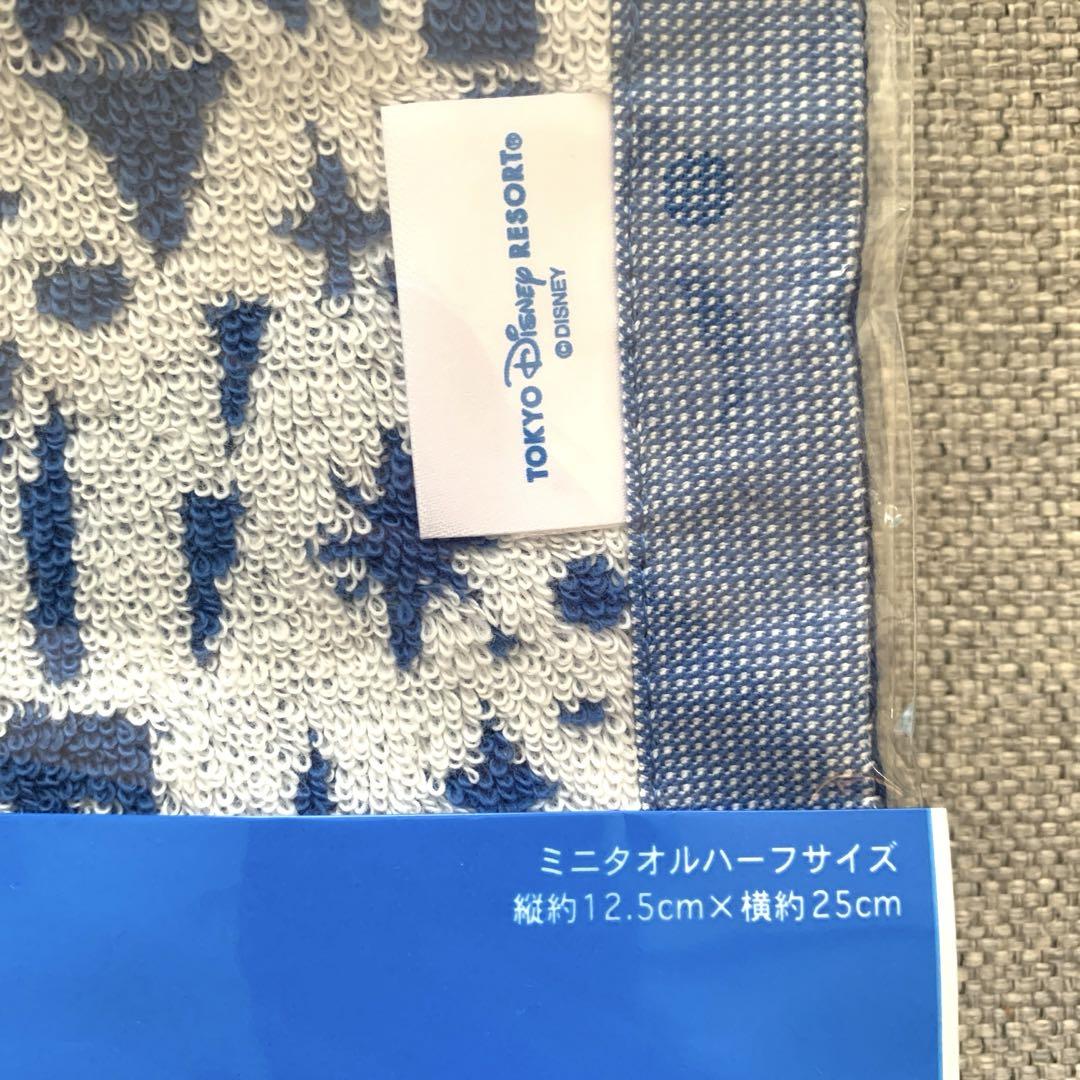 TOKYO DISNEY RESORT®
©DISNEY
ミニタオルハーフサイズ
縦約12.5cm×横約25cm